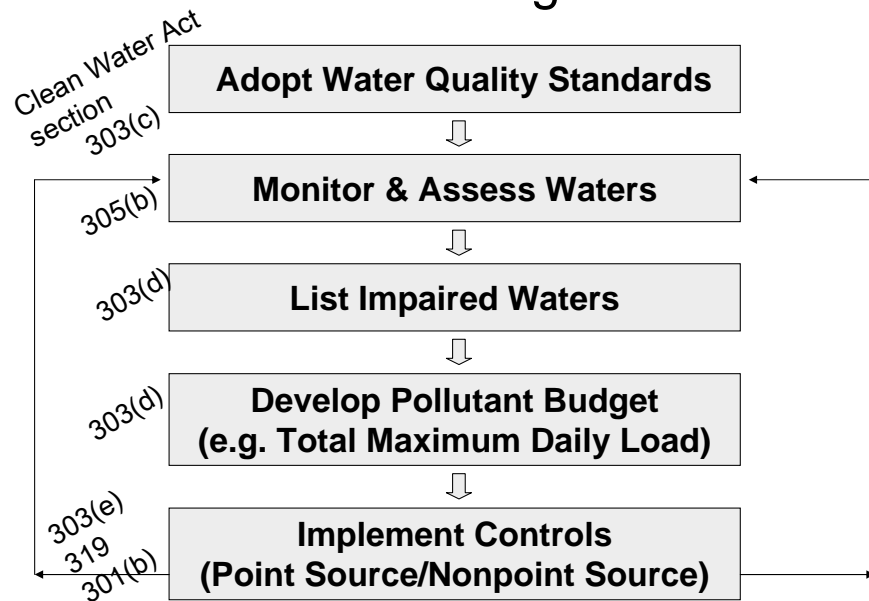 Clean Water Act
section
303(c)
Adopt Water Quality Standards
305(b)
Monitor & Assess Waters
303(d)
List Impaired Waters
303(d)
Develop Pollutant Budget
(e.g. Total Maximum Daily Load)
303(e)
319
301(b)
Implement Controls
(Point Source/Nonpoint Source)